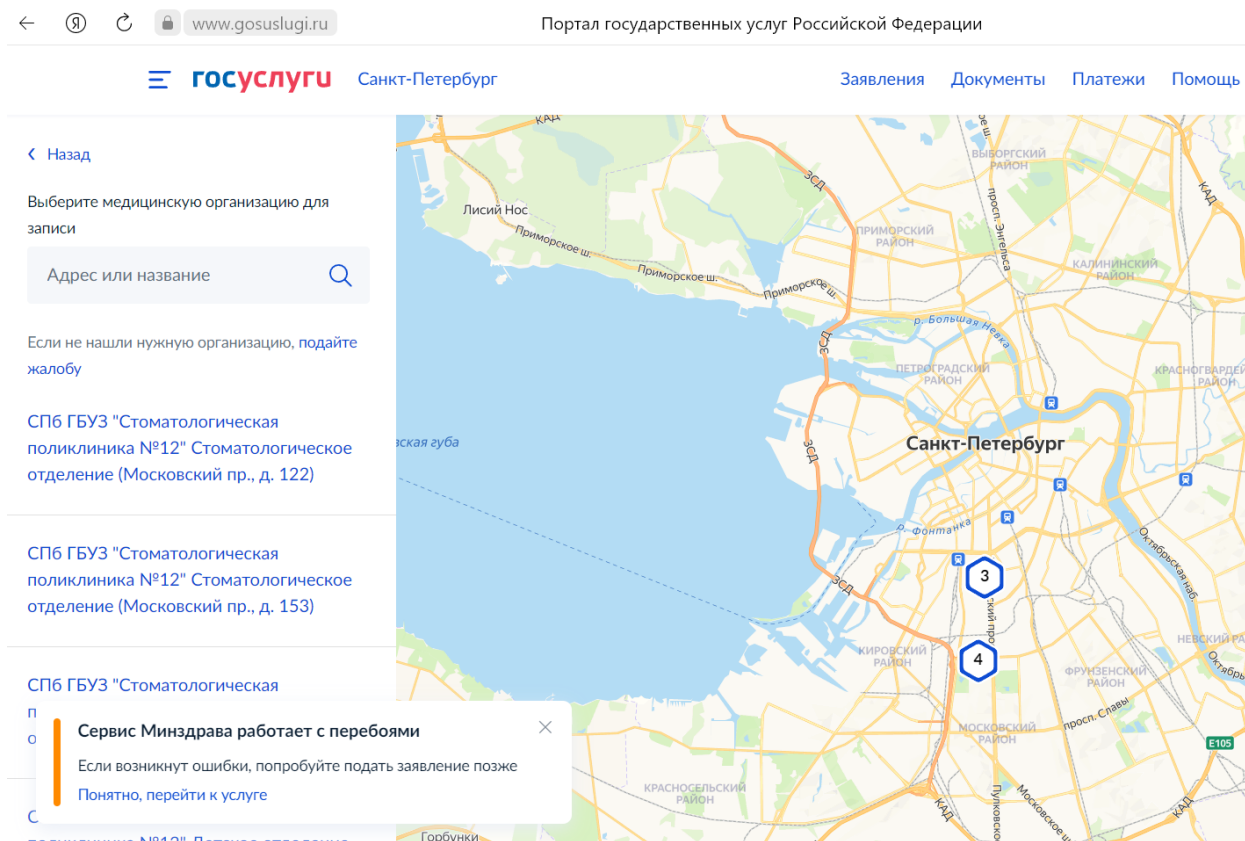 www.gosuslugi.ru
Портал государственных услуг Российской Федерации
госуслуги
Санкт-Петербург
Заявления
Документы
Платежи
Помощь
Назад
Выберите медицинскую организацию для
записи
Адрес или название
Если не нашли нужную организацию, подайте
жалобу
СПб ГБУЗ "Стоматологическая
поликлиника №12" Стоматологическое
отделение (Московский пр., д. 122)
СПб ГБУЗ "Стоматологическая
поликлиника №12" Стоматологическое
отделение (Московский пр., д. 153)
СПб ГБУЗ "Стоматологическая
Сервис Минздрава работает с перебоями
Если возникнут ошибки, попробуйте подать заявление позже
Понятно, перейти к услуге
КАД
ВЫБОРГСКИЙ
РАЙОН
ЗСД
КАД
Лисий Нос
просп. Энгельса
Приморское ш.
ПРИМОРСКИЙ
РАЙОН
Приморское ш.
КАЛИНИНСКИЙ
РАЙОН
Приморское ш.
р. Большая Невка
ЗСД
ПЕТРОГРАДСКИЙ
РАЙОН
РАЙОН
губа
ЗСД
Санкт-Петербург
р. Фонтанка
Октябрьская наб.
3
ЗСД
КИРОВСКИЙ
РАЙОН
4
НЕВСКИЙ
ФРУНЗЕНСКИЙ
РАЙОН
просп. Славы
МОСКОВСКИЙ
РАЙОН
E105
КРАСНОСЕЛЬСКИЙ
РАЙОН
КАД
Московское ш.
КАД
Горбунки